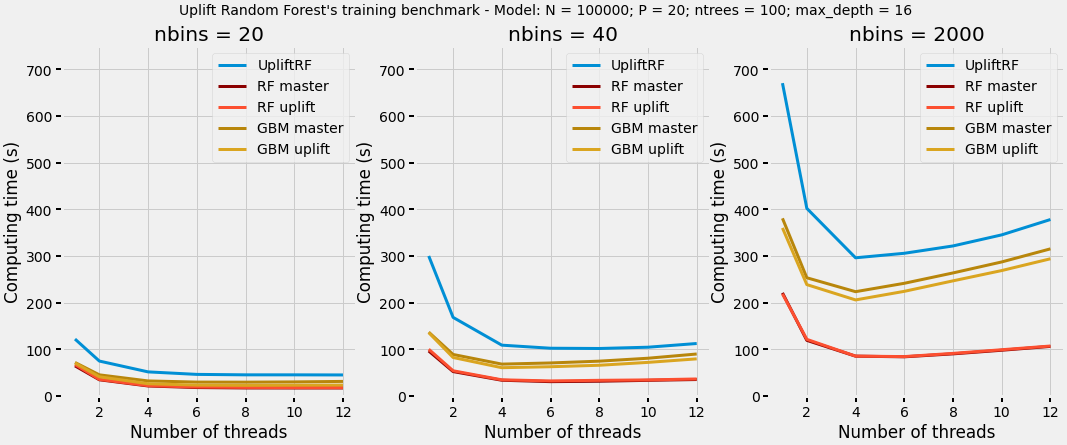 Uplift Random Forest's training benchmark - Model: N = 100000; P = 20; ntrees = 100; max_depth = 16
nbins = 20
Computing time (s)
700
600
500
400
300
200
100
0
UpliftRF
RF master
RF uplift
GBM master
GBM uplift
2 4 6 8 10 12
Number of threads
nbins = 40
Computing time (s)
700
600
500
400
300
200
100
0
UpliftRF
RF master
RF uplift
GBM master
GBM uplift
2 4 6 8 10 12
Number of threads
nbins = 2000
Computing time (s)
700
600
500
400
300
200
100
0
UpliftRF
RF master
RF uplift
GBM master
GBM uplift
2 4 6 8 10 12
Number of threads